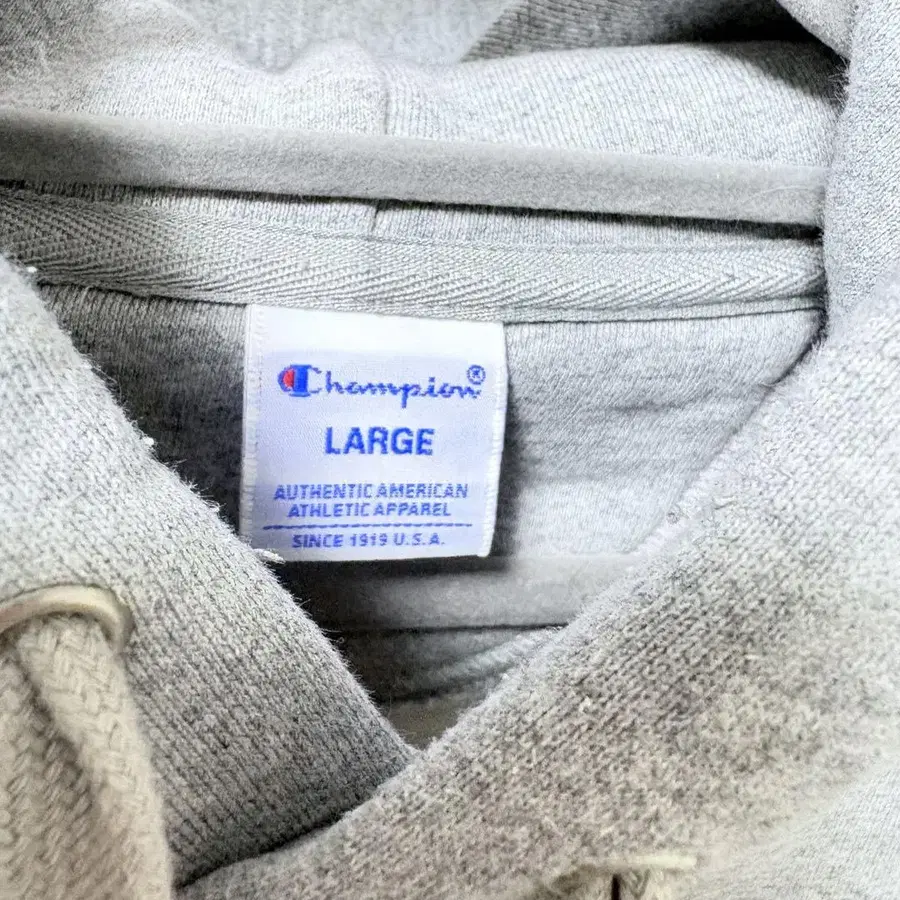 Champion®
LARGE
AUTHENTIC AMERICAN
ATHLETIC APPAREL
SINCE 1919 U.S.A.